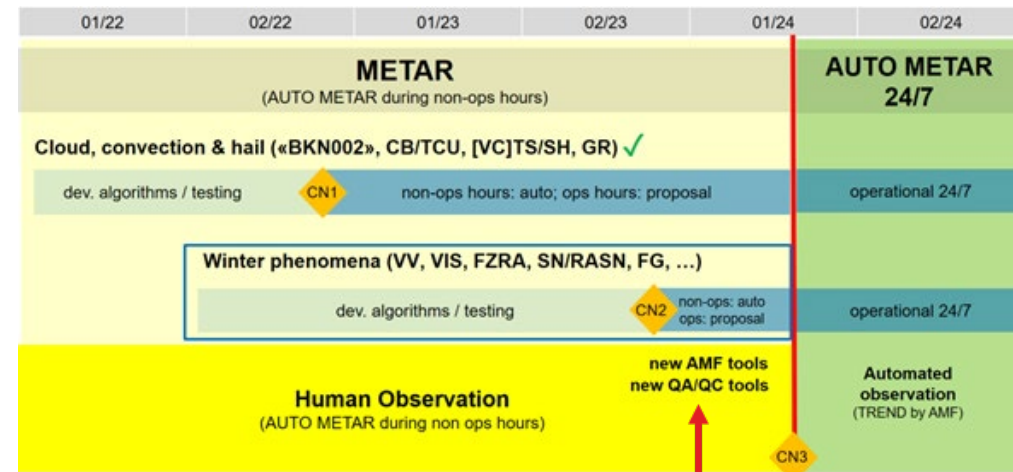 01/22 02/22 01/23 02/23 01/24 02/24
METAR
(AUTO METAR during non-ops hours)
AUTO METAR
24/7
Cloud, convection & hail («BKN002», CB/TCU, [VC]TS/SH, GR) ✓
dev. algorithms / testing
CN1
non-ops hours: auto; ops hours: proposal
operational 24/7
Winter phenomena (VV, VIS, FZRA, SN/RASN, FG, ...)
dev. algorithms / testing
CN2
non-ops: auto
ops: proposal
operational 24/7
new AMF tools
new QA/QC tools
Human Observation
(AUTO METAR during non ops hours)
Automated
observation
(TREND by AMF)
CN3